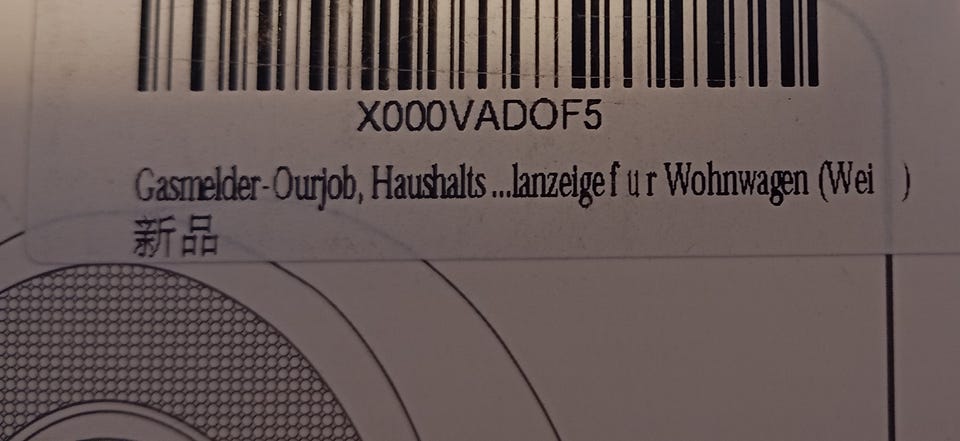 X000VADOF5
Gasmelder-Ourjob, Haushalts...lanzeige f u r Wohnwagen (Wei )
新品